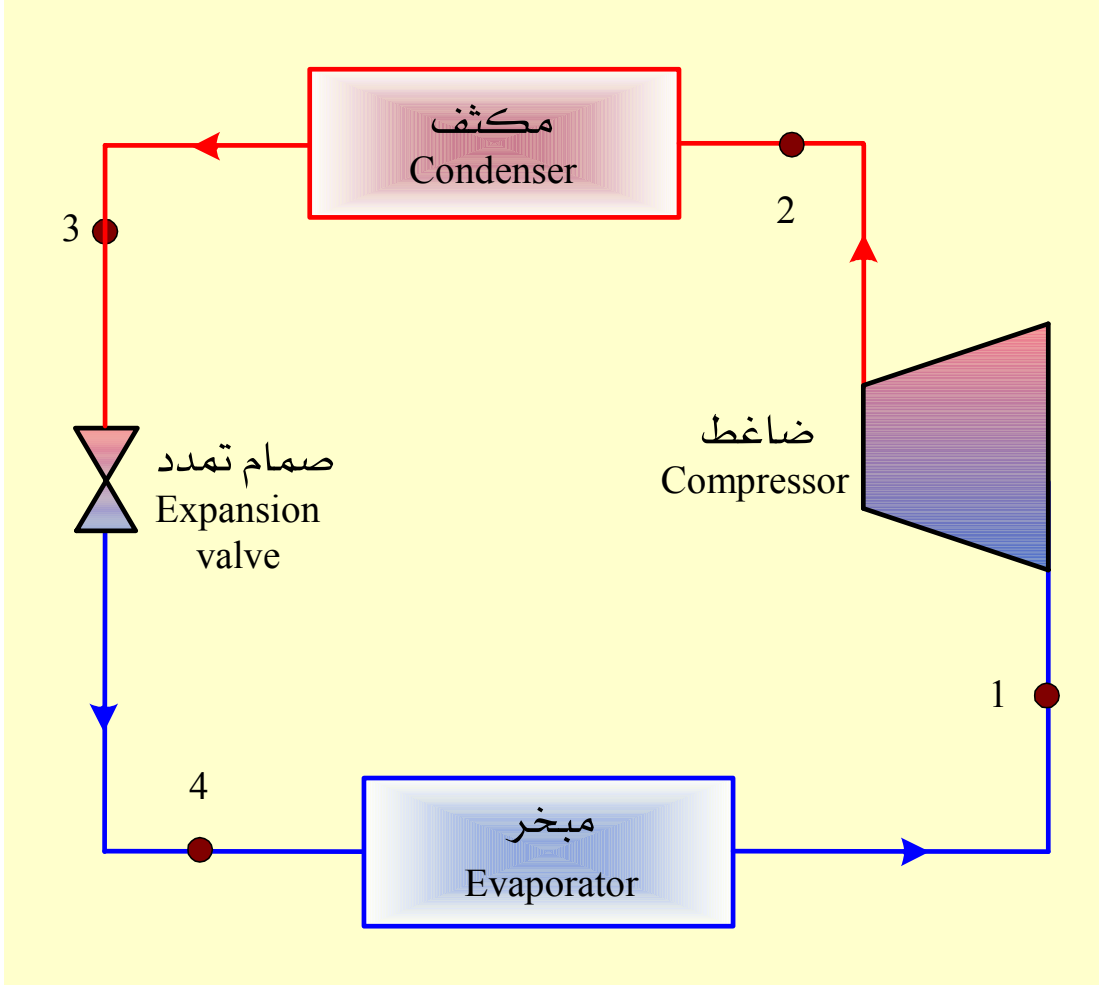 مكثف
Condenser
2
3
ضاغط
Compressor
صمام تمدد
Expansion
valve
1
4
مبخر
Evaporator